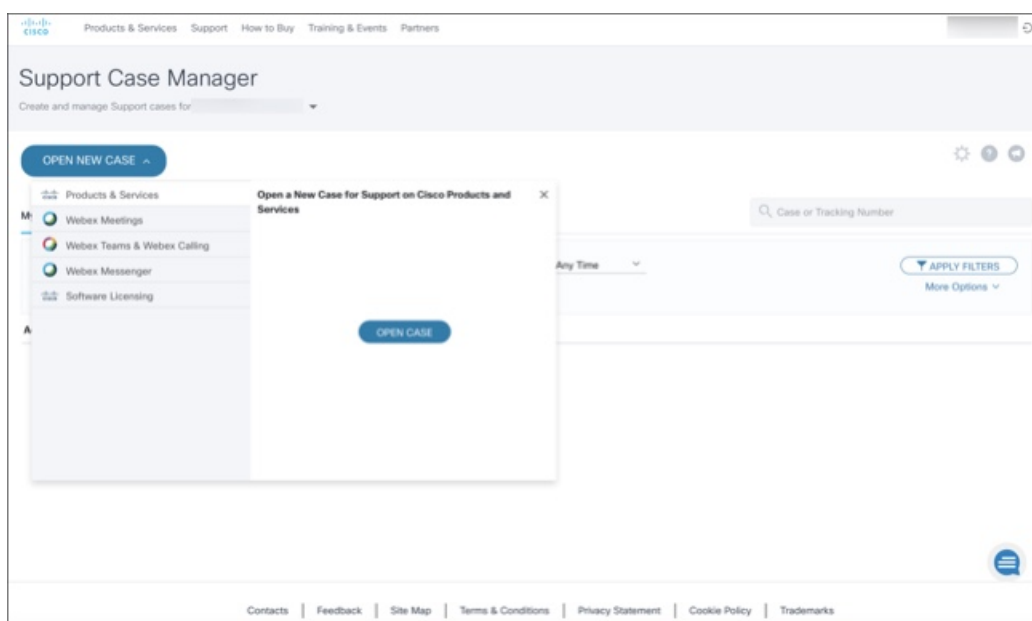 CISCO Products & Services Support How to Buy Training & Events Partners
Support Case Manager
Create and manage Support cases for
OPEN NEW CASE
Products & Services
Webex Meetings
Webex Teams & Webex Calling
Webex Messenger
Software Licensing
Open a New Case for Support on Cisco Products and
Services
OPEN CASE
Case or Tracking Number
Any Time
APPLY FILTERS
More Options
Contacts | Feedback | Site Map | Terms & Conditions | Privacy Statement | Cookie Policy | Trademarks